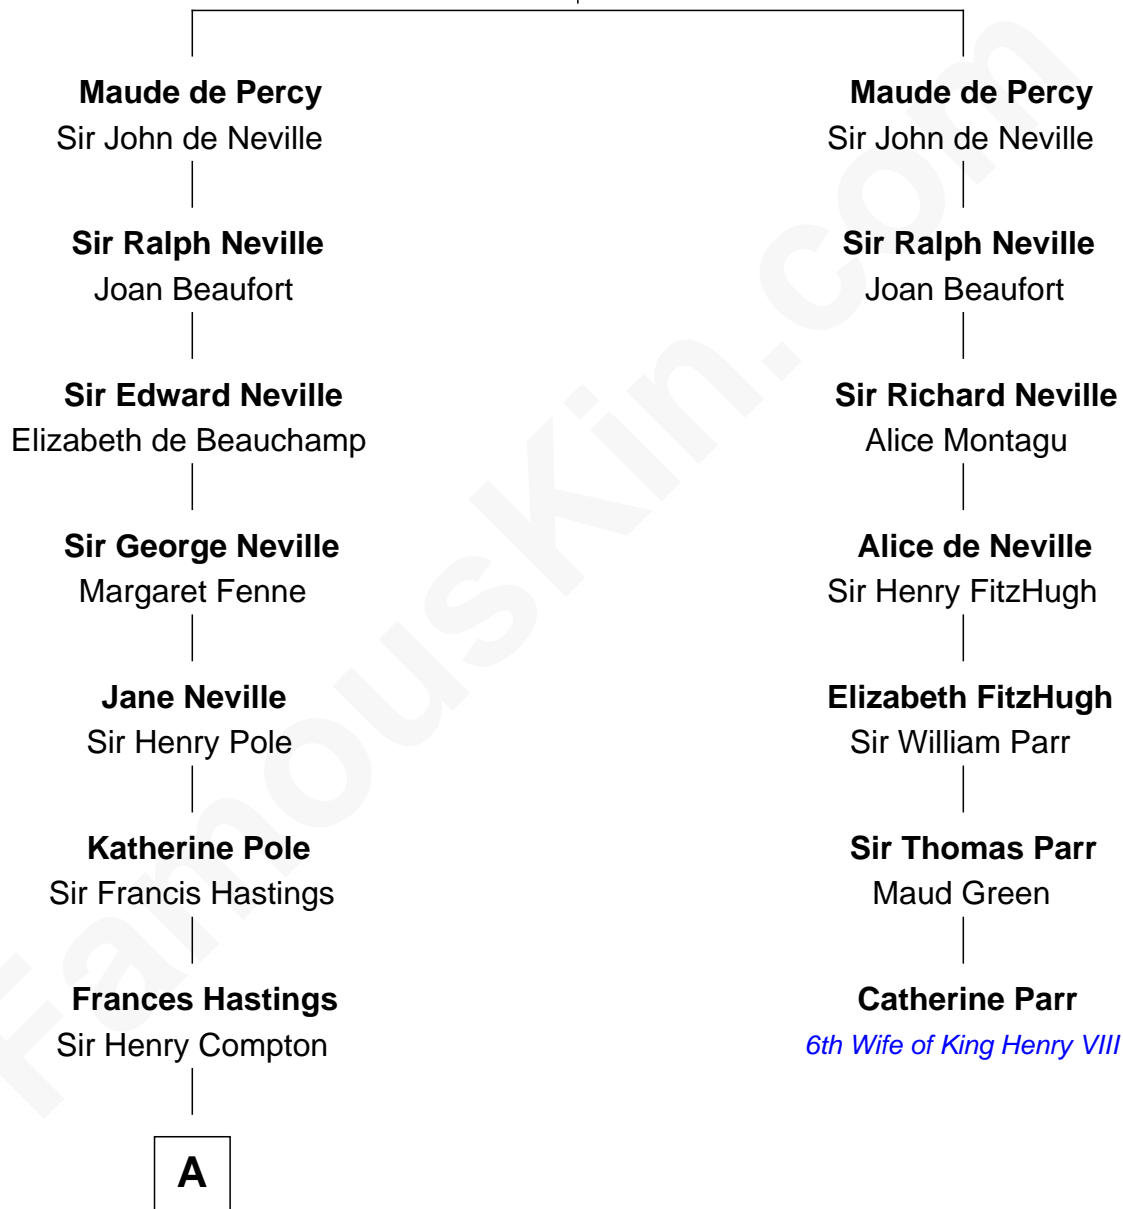 Maude de Percy
Sir John de Neville
Sir Ralph Neville
Joan Beaufort
Sir Edward Neville
Elizabeth de Beauchamp
Sir George Neville
Margaret Fenne
Jane Neville
Sir Henry Pole
Katherine Pole
Sir Francis Hastings
Frances Hastings
Sir Henry Compton
A
Maude de Percy
Sir John de Neville
Sir Ralph Neville
Joan Beaufort
Sir Richard Neville
Alice Montagu
Alice de Neville
Sir Henry FitzHugh
Elizabeth FitzHugh
Sir William Parr
Sir Thomas Parr
Maud Green
Catherine Parr
6th Wife of King Henry VIII
FamousKin.com